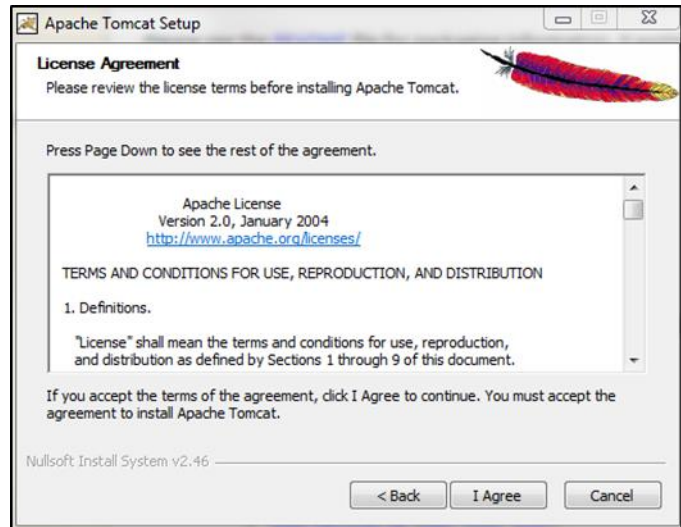 Apache Tomcat Setup
License Agreement
Please review the license terms before installing Apache Tomcat.
Press Page Down to see the rest of the agreement.
Apache License
Version 2.0, January 2004
http://www.apache.org/licenses/
TERMS AND CONDITIONS FOR USE, REPRODUCTION, AND DISTRIBUTION
1. Definitions.
"License" shall mean the terms and conditions for use, reproduction,
and distribution as defined by Sections 1 through 9 of this document.
If you accept the terms of the agreement, click I Agree to continue. You must accept the
agreement to install Apache Tomcat.
Nullsoft Install System v2.46
< Back I Agree Cancel